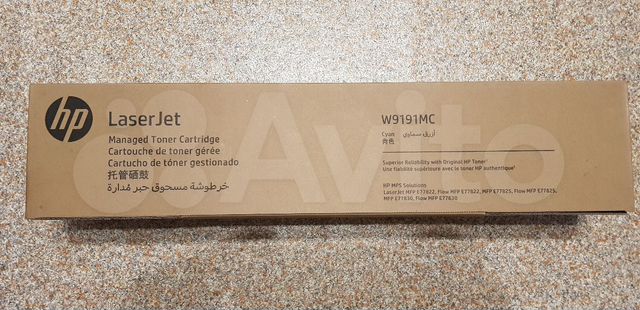 hp
LaserJet
Managed Toner Cartridge
Cartouche de toner gérée
Cartucho de tóner gestionado
托管硒鼓
خرطوشة مسحوق حبر مُدارة
W9191MC
Cyan أزرق سماوي
青色
Superior Reliability with Original HP Toner
Une fiabilité supérieure avec le toner HP authentique
HP MPS Solutions
LaserJet MFP E77822, Flow MFP E77822, MFP E77825, Flow MFP E77825,
MFP E77830, Flow MFP E77830
Avito